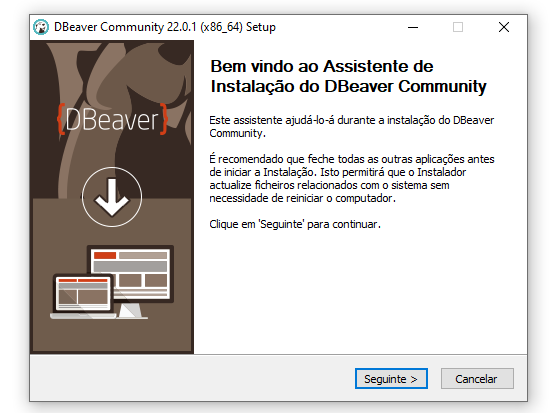 DBeaver Community 22.0.1 (x86_64) Setup
{DBeaver}
Bem vindo ao Assistente de
Instalação do DBeaver Community
Este assistente ajudá-lo-á durante a instalação do DBeaver
Community.
É recomendado que feche todas as outras aplicações antes
de iniciar a Instalação. Isto permitirá que o Instalador
actualize ficheiros relacionados com o sistema sem
necessidade de reiniciar o computador.
Clique em 'Seguinte' para continuar.
Seguinte >
Cancelar